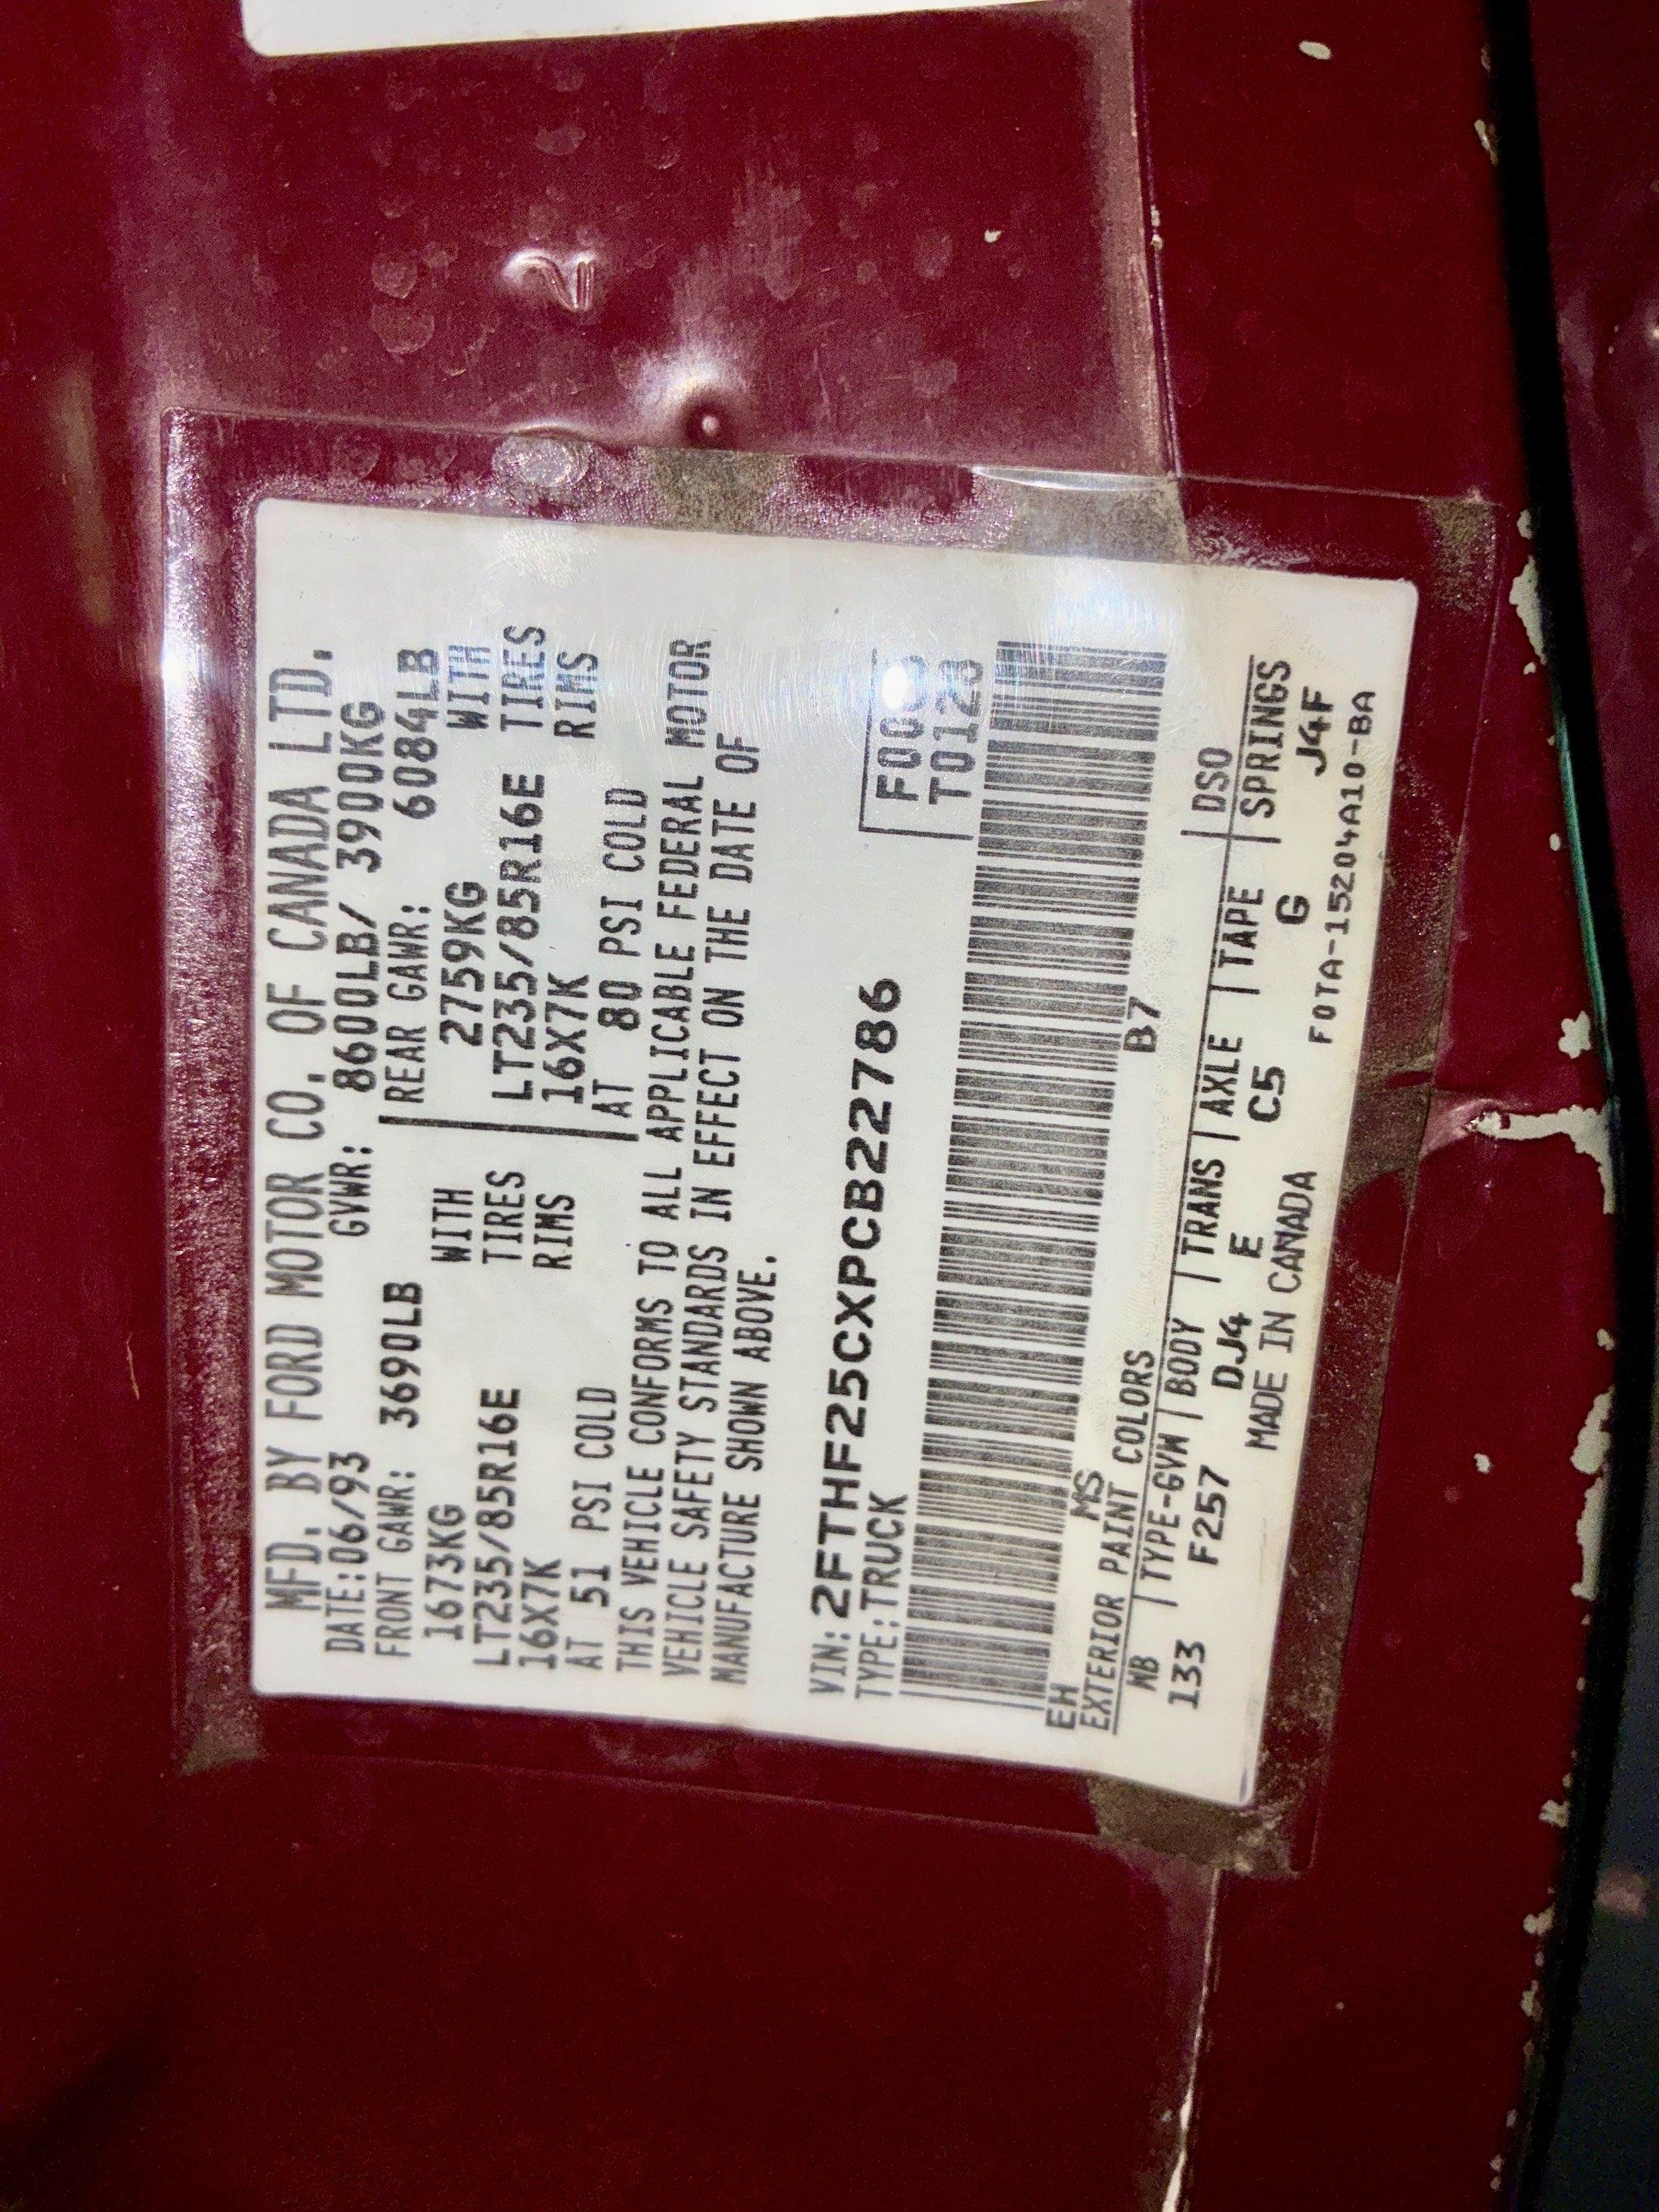 MFD. BY FORD MOTOR CO. OF CANADA LTD.
DATE:06/93 GVWR: 8600LB/ 3900KG
FRONT GAWR: 3690LB REAR GAWR: 6084LB
1673KG WITH 2759KG WITH
LT235/85R16E TIRES LT235/85R16E TIRES
16X7K RIMS 16X7K RIMS
AT 51 PSI COLD AT 80 PSI COLD
THIS VEHICLE CONFORMS TO ALL APPLICABLE FEDERAL MOTOR
VEHICLE SAFETY STANDARDS IN EFFECT ON THE DATE OF
MANUFACTURE SHOWN ABOVE.
VIN: 2FTHF25CXPCB22786
TYPE:TRUCK
EH MS B7
EXTERIOR PAINT COLORS DSO
WB TYPE-GVW BODY TRANS AXLE TAPE SPRINGS
133 F257 DJ4 E C5 G J4F
MADE IN CANADA F0TA-15204A10-BA